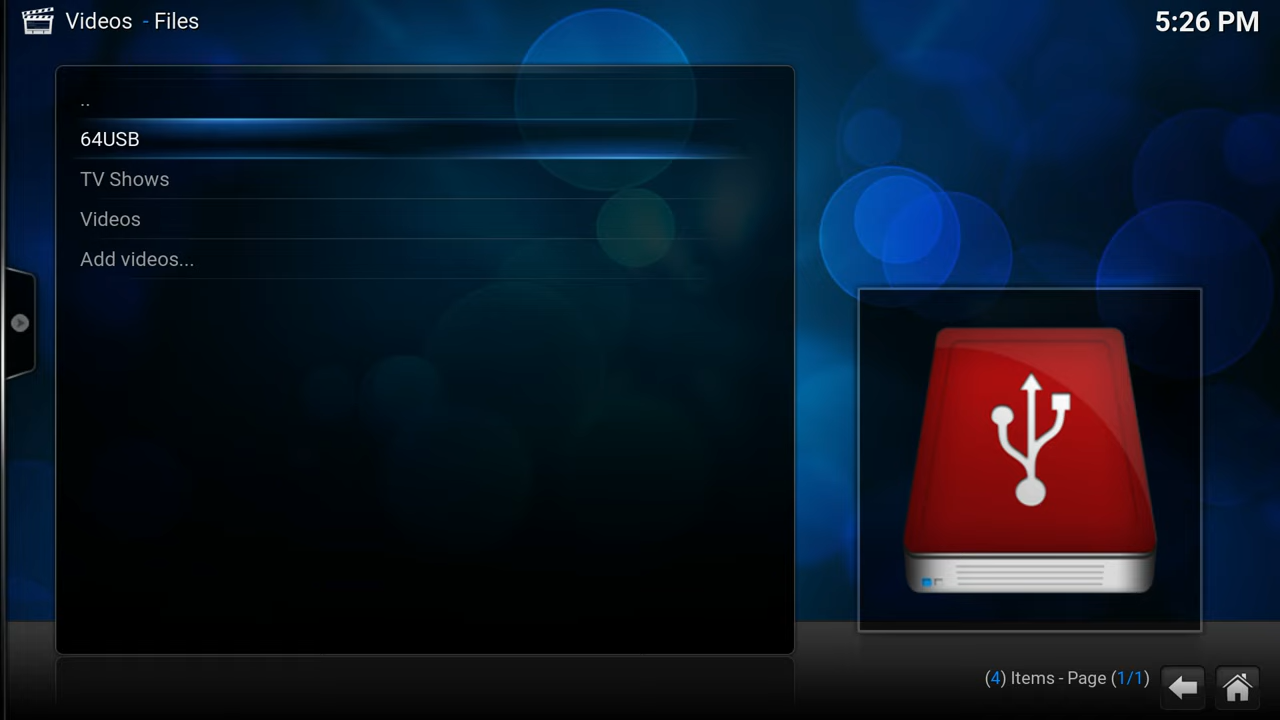 Videos - Files
5:26 PM
..
64USB
TV Shows
Videos
Add videos...
(4) Items - Page (1/1)